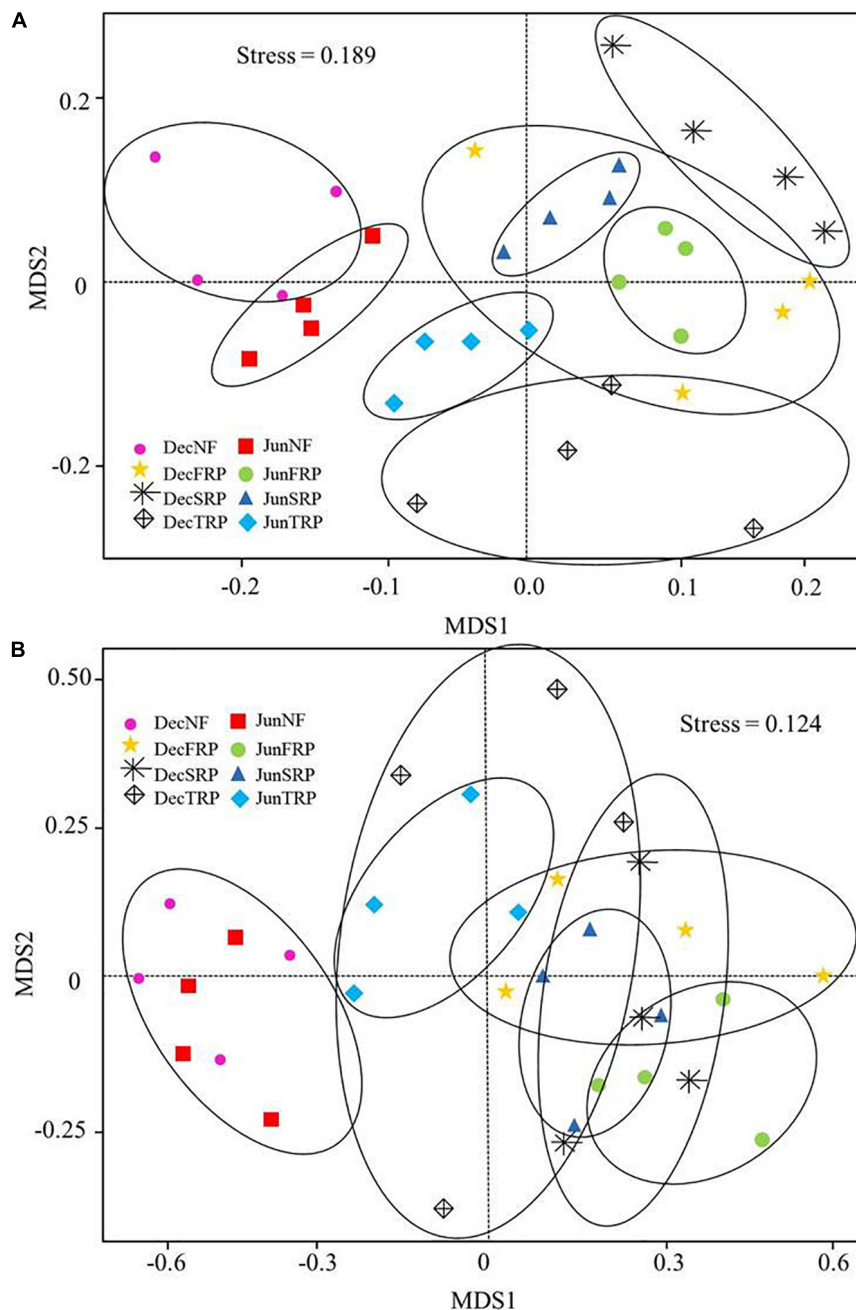 A
Stress = 0.189
0.2
0
-0.2
MDS2
DecNF JunNF
DecFRP JunFRP
DecSRP JunSRP
DecTRP JunTRP
-0.2 -0.1 0.0 0.1 0.2
MDS1
B
0.50
0.25
0
-0.25
MDS2
DecNF JunNF
DecFRP JunFRP
DecSRP JunSRP
DecTRP JunTRP
Stress = 0.124
-0.6 -0.3 0 0.3 0.6
MDS1